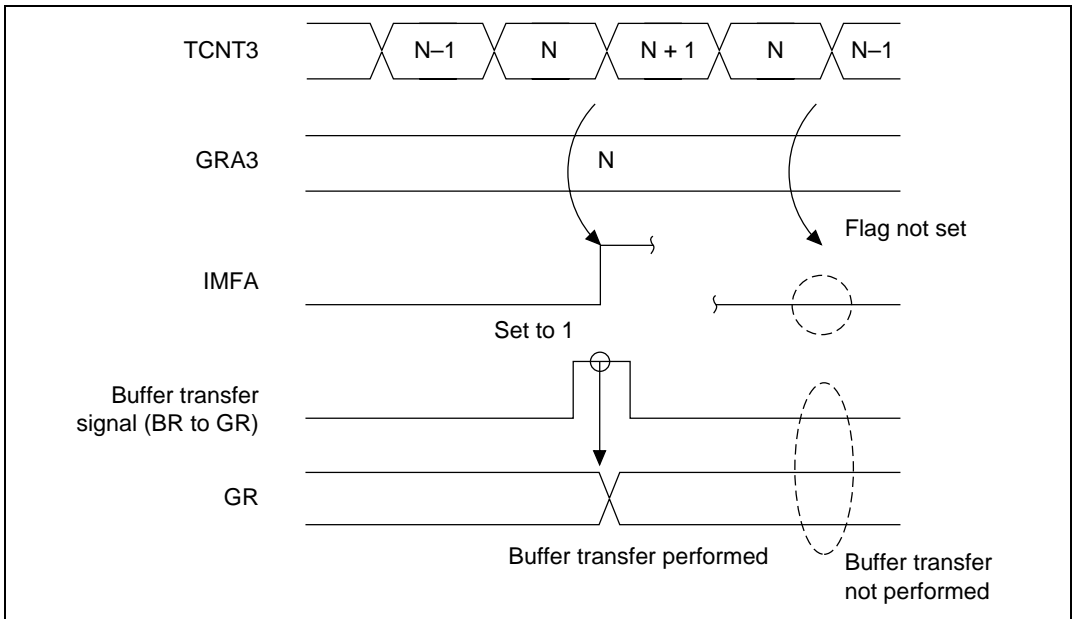 TCNT3 N–1 N N + 1 N N–1
GRA3 N
Flag not set
IMFA
Set to 1
Buffer transfer
signal (BR to GR)
GR
Buffer transfer performed
Buffer transfer
not performed